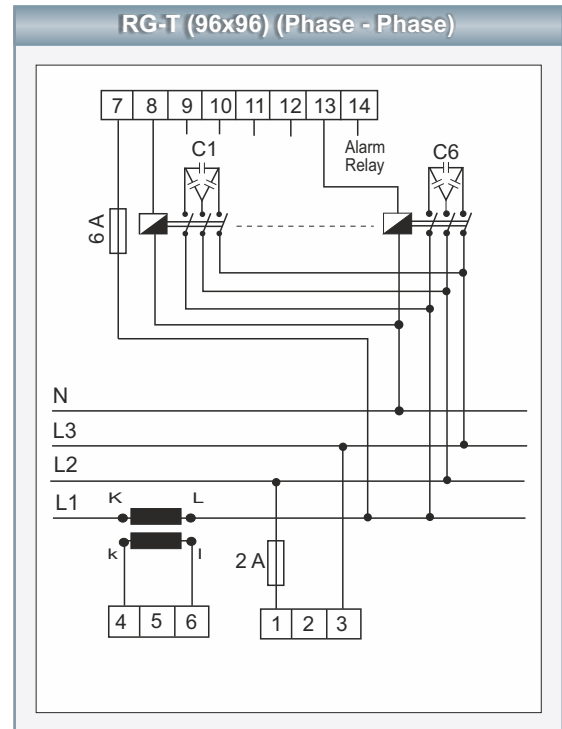 RG-T (96x96) (Phase - Phase)
7 8 9 10 11 12 13 14
C1
Alarm
Relay
C6
6 A
N
L3
L2
L1
K L
k l
2 A
4 5 6
1 2 3